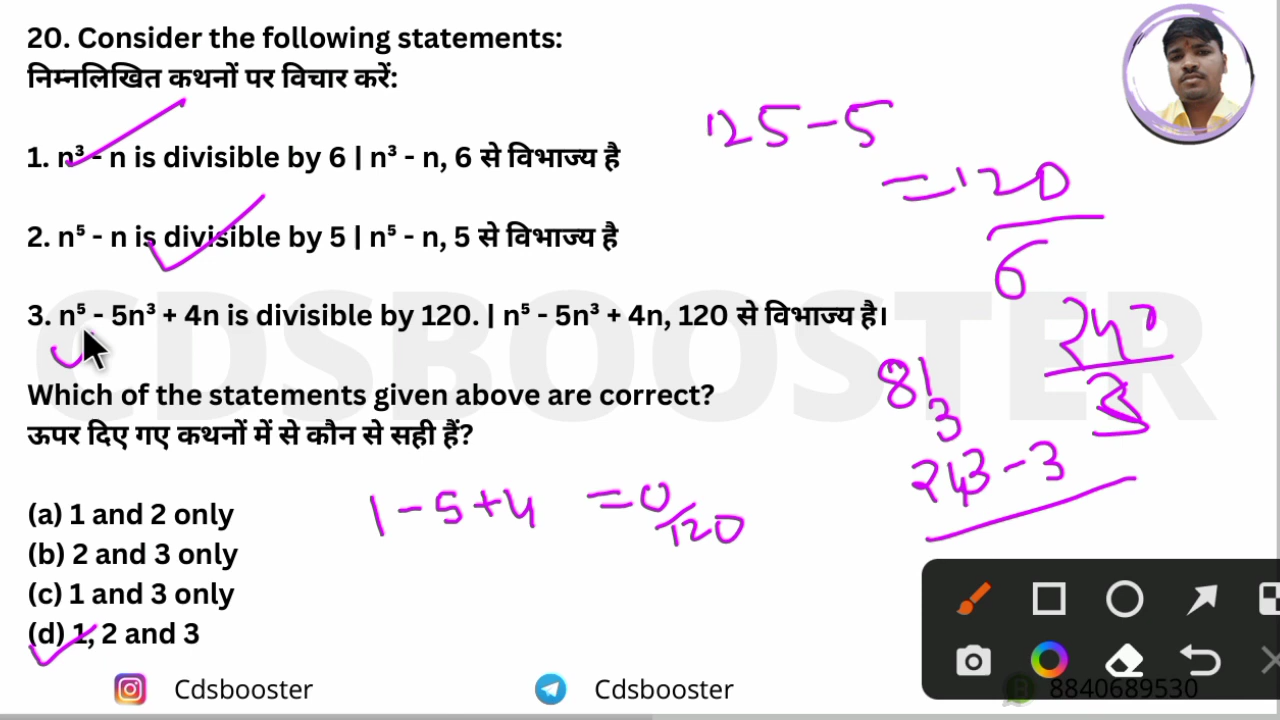 20. Consider the following statements:
निम्नलिखित कथनों पर विचार करें:
1. n³ - n is divisible by 6 | n³ - n, 6 से विभाज्य है
2. n⁵ - n is divisible by 5 | n⁵ - n, 5 से विभाज्य है
3. n⁵ - 5n³ + 4n is divisible by 120. | n⁵ - 5n³ + 4n, 120 से विभाज्य है।
Which of the statements given above are correct?
ऊपर दिए गए कथनों में से कौन से सही हैं?
(a) 1 and 2 only
(b) 2 and 3 only
(c) 1 and 3 only
(d) 1, 2 and 3
125-5
=120
6
240
81
3
243-3
1-5+4 =0/120
CDSBOOSTER
Cdsbooster
Cdsbooster
8840689530